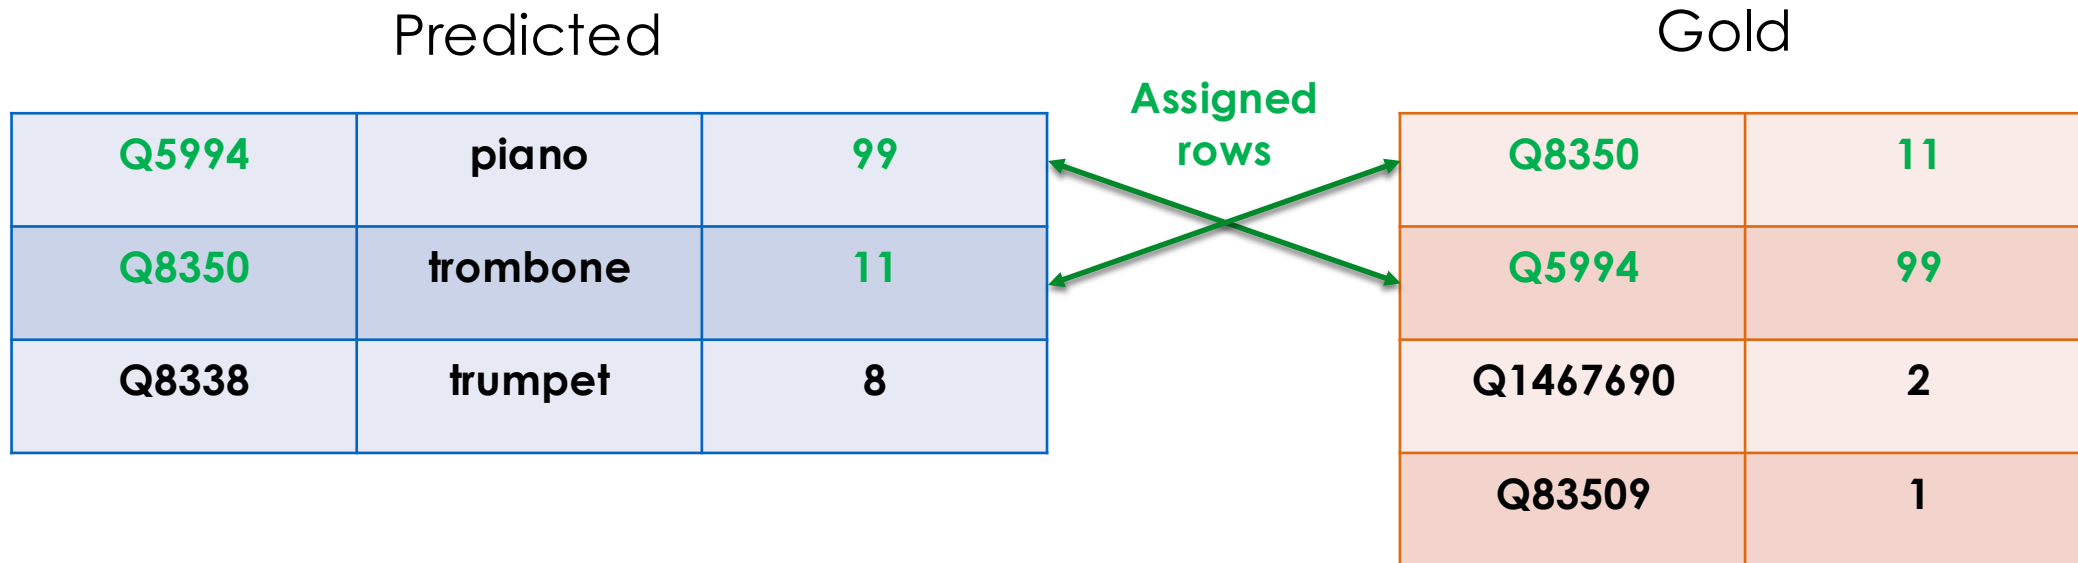 Predicted
Gold
Assigned
rows
Q5994 piano 99
Q8350 trombone 11
Q8338 trumpet 8
Q8350 11
Q5994 99
Q1467690 2
Q83509 1